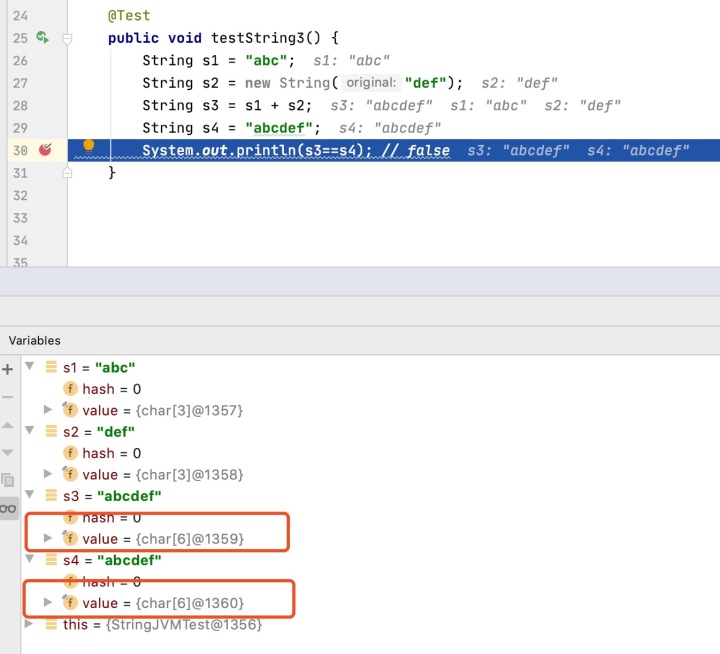 24 @Test
25 public void testString3() {
26 String s1 = "abc"; s1: "abc"
27 String s2 = new String( original: "def"); s2: "def"
28 String s3 = s1 + s2; s3: "abcdef" s1: "abc" s2: "def"
29 String s4 = "abcdef"; s4: "abcdef"
30 System.out.println(s3==s4); // false s3: "abcdef" s4: "abcdef"
31 }
32
33
34
35
Variables
s1 = "abc"
f hash = 0
f value = {char[3]@1357}
s2 = "def"
f hash = 0
f value = {char[3]@1358}
s3 = "abcdef"
f hash = 0
f value = {char[6]@1359}
s4 = "abcdef"
f hash = 0
f value = {char[6]@1360}
this = {StringJVMTest@1356}